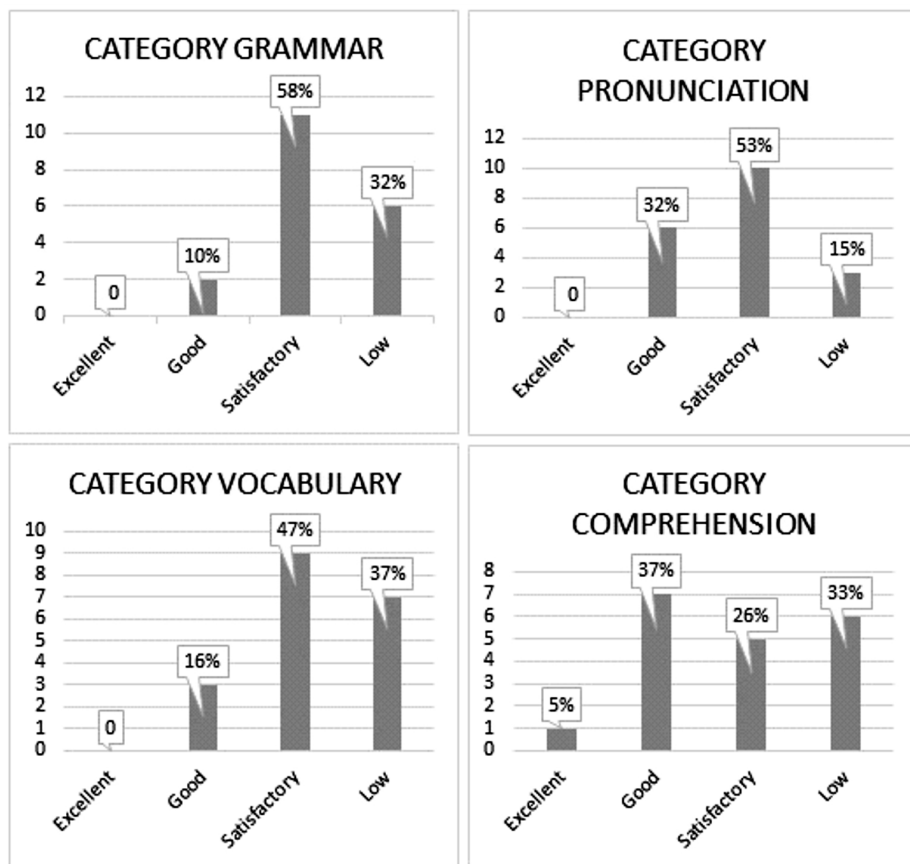 CATEGORY GRAMMAR
12
10
8
6
4
2
0
0
10%
58%
32%
Excellent
Good
Satisfactory
Low
CATEGORY
PRONUNCIATION
12
10
8
6
4
2
0
0
32%
53%
15%
Excellent
Good
Satisfactory
Low
CATEGORY VOCABULARY
10
9
8
7
6
5
4
3
2
1
0
0
16%
47%
37%
Excellent
Good
Satisfactory
Low
CATEGORY
COMPREHENSION
8
7
6
5
4
3
2
1
0
5%
37%
26%
33%
Excellent
Good
Satisfactory
Low